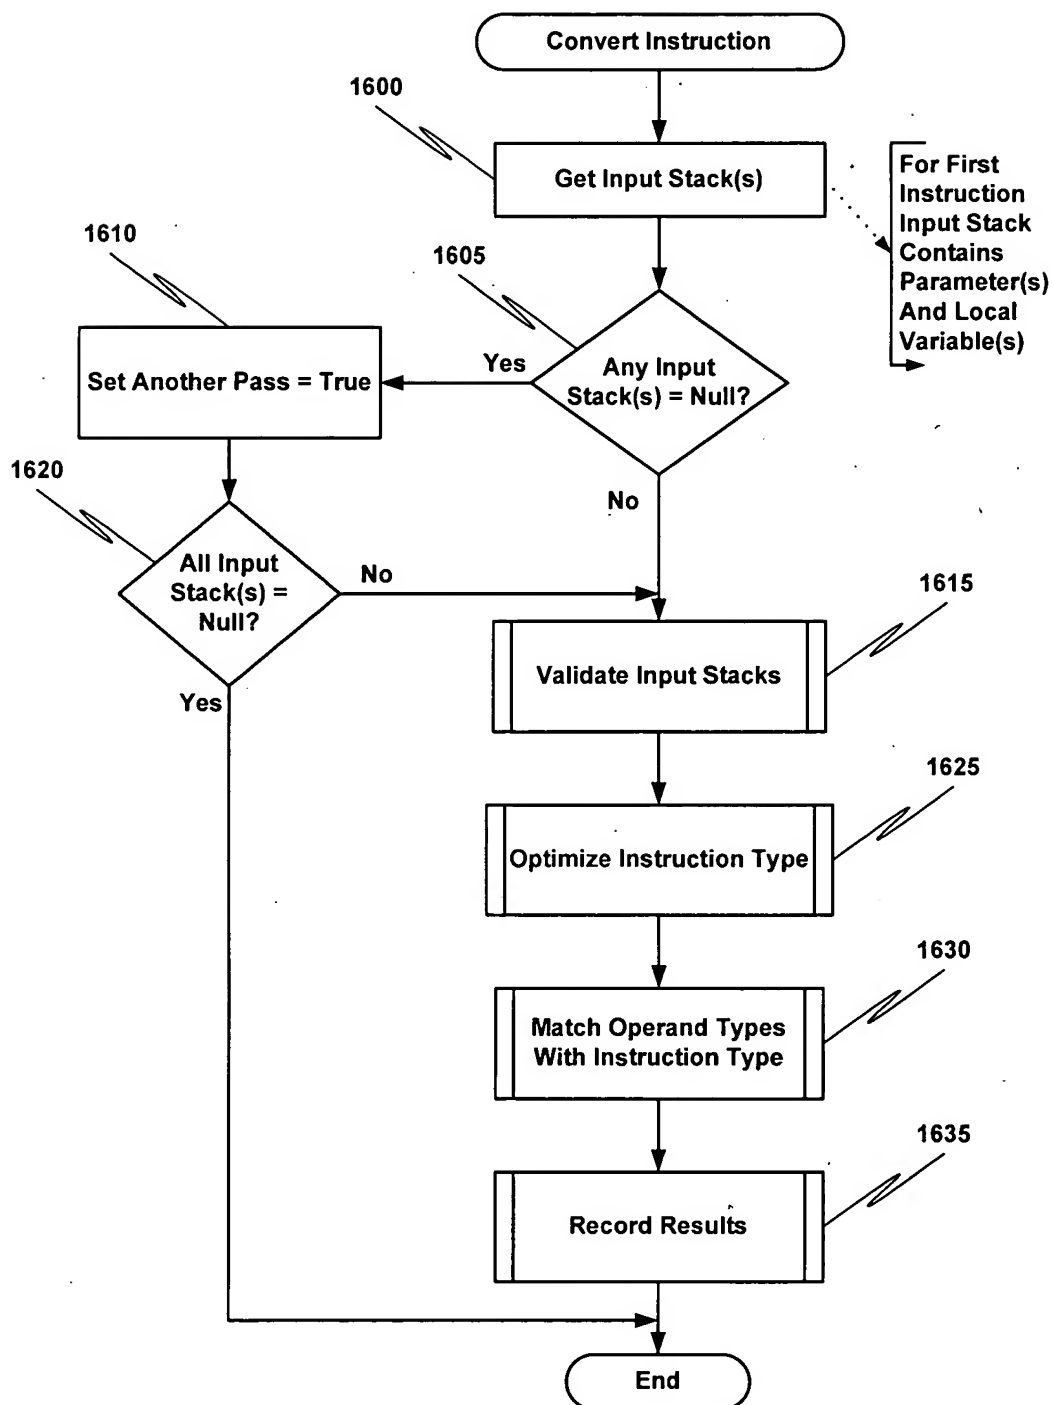 Convert Instruction
1600
Get Input Stack(s)
For First
Instruction
Input Stack
Contains
Parameter(s)
And Local
Variable(s)
1610
1605
Set Another Pass = True
Yes
Any Input
Stack(s) = Null?
1620
No
All Input
Stack(s) =
Null?
No
1615
Validate Input Stacks
Yes
1625
Optimize Instruction Type
1630
Match Operand Types
With Instruction Type
1635
Record Results
End